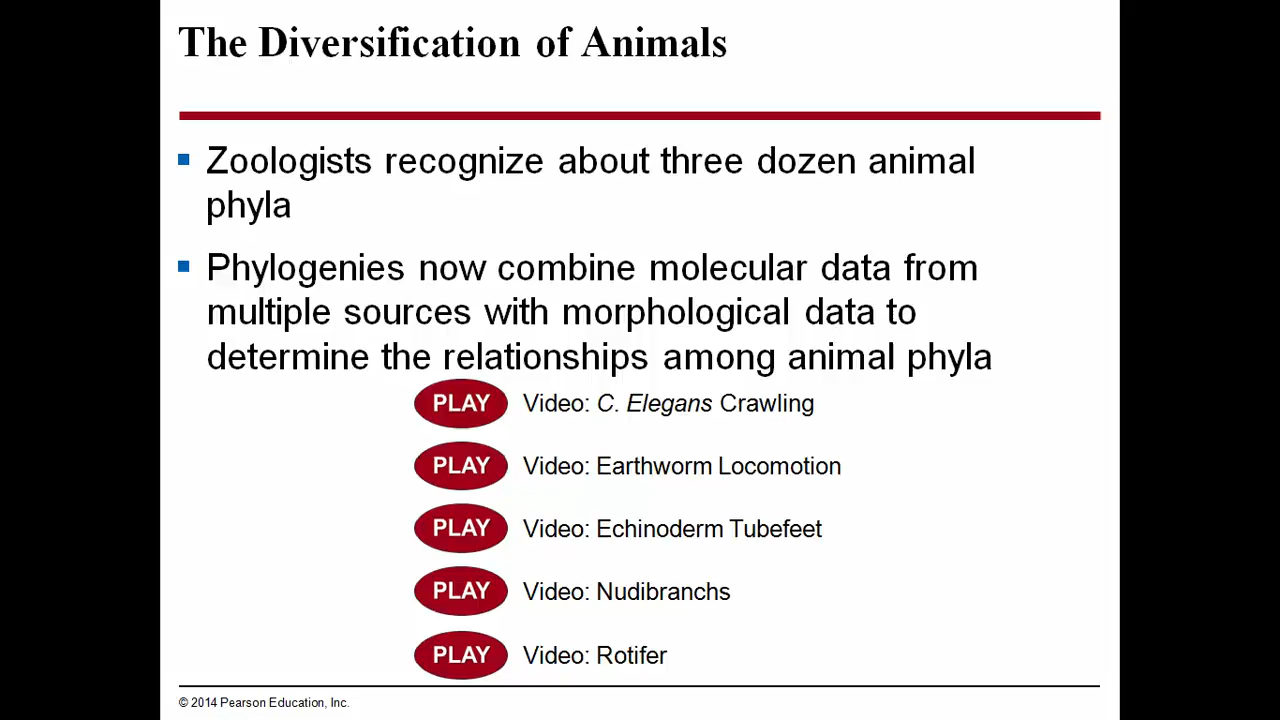 The Diversification of Animals
Zoologists recognize about three dozen animal
phyla
Phylogenies now combine molecular data from
multiple sources with morphological data to
determine the relationships among animal phyla
PLAY Video: C. Elegans Crawling
PLAY Video: Earthworm Locomotion
PLAY Video: Echinoderm Tubefeet
PLAY Video: Nudibranchs
PLAY Video: Rotifer
© 2014 Pearson Education, Inc.